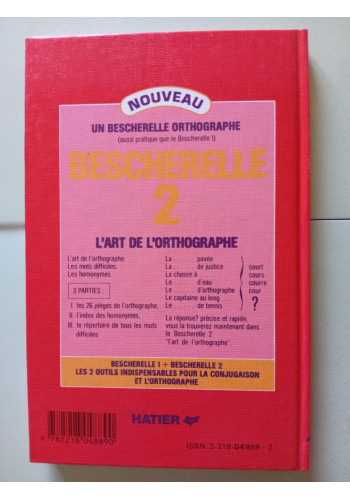 NOUVEAU
UN BESCHERELLE ORTHOGRAPHE
(aussi pratique que le Bescherelle !)
BESCHERELLE
2
L'ART DE L'ORTHOGRAPHE
L'art de l'orthographe.
Les mots difficiles.
Les homonymes.
3 PARTIES :
I. les 26 pièges de l'orthographe,
II. l'index des homonymes,
III. le répertoire de tous les mots
difficiles
La ........ pavée
La ........ de justice
La chasse à ........
Le ........ d'eau
Le ........ d'orthographe
Le capitaine au long ........
Le ........ de tennis
court
cours
courre
cour
?
La réponse? précise et rapide,
vous la trouverez maintenant dans
le Bescherelle 2
"l'art de l'orthographe".
BESCHERELLE 1 + BESCHERELLE 2
LES 2 OUTILS INDISPENSABLES POUR LA CONJUGAISON
ET L'ORTHOGRAPHE
9 782218 048890
HATIER
ISBN 2-218-04889-2